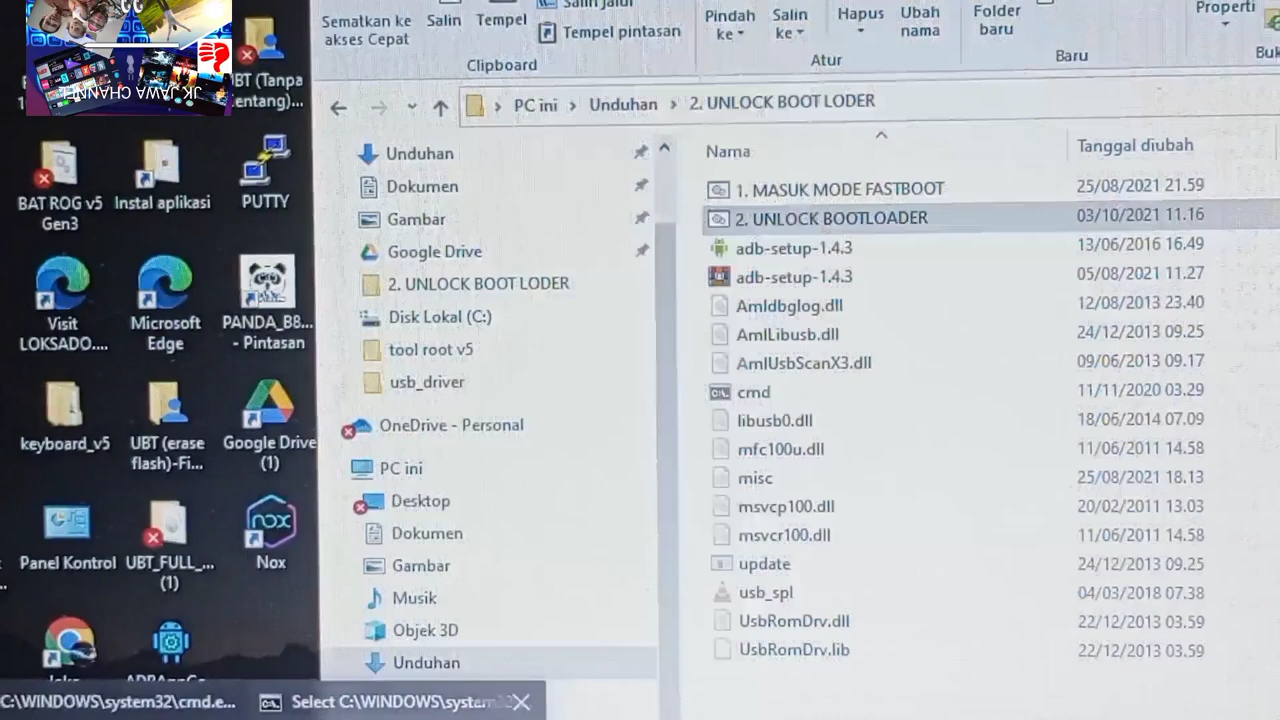 Sematkan ke
akses Cepat
Salin
Tempel
Salin jalur
Tempel pintasan
Clipboard
Pindah
ke
Salin
ke
Hapus
Ubah
nama
Atur
Folder
baru
Baru
Properti
PC ini
Unduhan
2. UNLOCK BOOT LODER
JK JAWA CHANNEL
UBT (Tanpa
BAT ROG v5
Gen3
Instal aplikasi
PUTTY
Visit
LOKSADO....
Microsoft
Edge
PANDA_B8...
- Pintasan
keyboard_v5
UBT (erase
flash)-Fi...
Google Drive
(1)
Panel Kontrol
UBT_FULL_...
(1)
Nox
Unduhan
Dokumen
Gambar
Google Drive
2. UNLOCK BOOT LODER
Disk Lokal (C:)
tool root v5
usb_driver
OneDrive - Personal
PC ini
Desktop
Dokumen
Gambar
Musik
Objek 3D
Unduhan
Nama
Tanggal diubah
1. MASUK MODE FASTBOOT 25/08/2021 21.59
2. UNLOCK BOOTLOADER 03/10/2021 11.16
adb-setup-1.4.3 13/06/2016 16.49
adb-setup-1.4.3 05/08/2021 11.27
Amldbglog.dll 12/08/2013 23.40
AmlLibusb.dll 24/12/2013 09.25
AmlUsbScanX3.dll 09/06/2013 09.17
cmd 11/11/2020 03.29
libusb0.dll 18/06/2014 07.09
mfc100u.dll 11/06/2011 14.58
misc 25/08/2021 18.13
msvcp100.dll 20/02/2011 13.03
msvcr100.dll 11/06/2011 14.58
update 24/12/2013 09.25
usb_spl 04/03/2018 07.38
UsbRomDrv.dll 22/12/2013 03.59
UsbRomDrv.lib 22/12/2013 03.59
C:\WINDOWS\system32\cmd.e...
Select C:\WINDOWS\system32